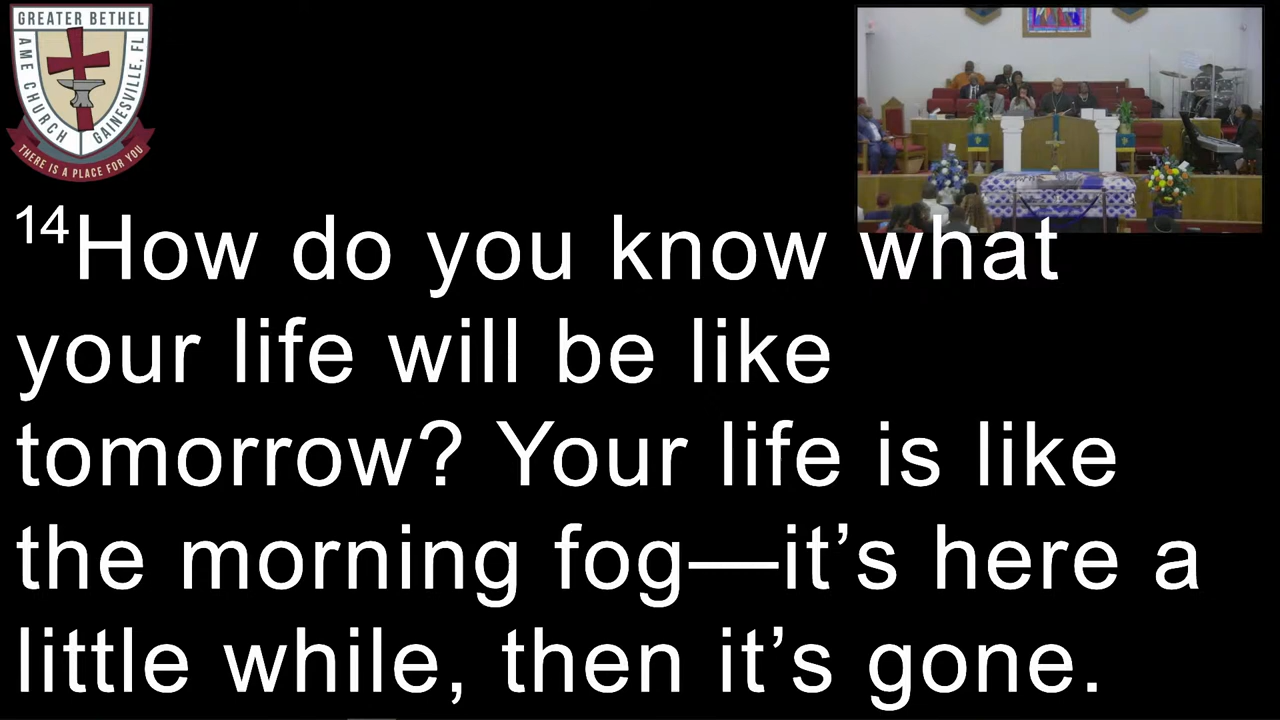 GREATER BETHEL
AME CHURCH
GAINESVILLE, FL
THERE IS A PLACE FOR YOU
14How do you know what
your life will be like
tomorrow? Your life is like
the morning fog—it’s here a
little while, then it’s gone.